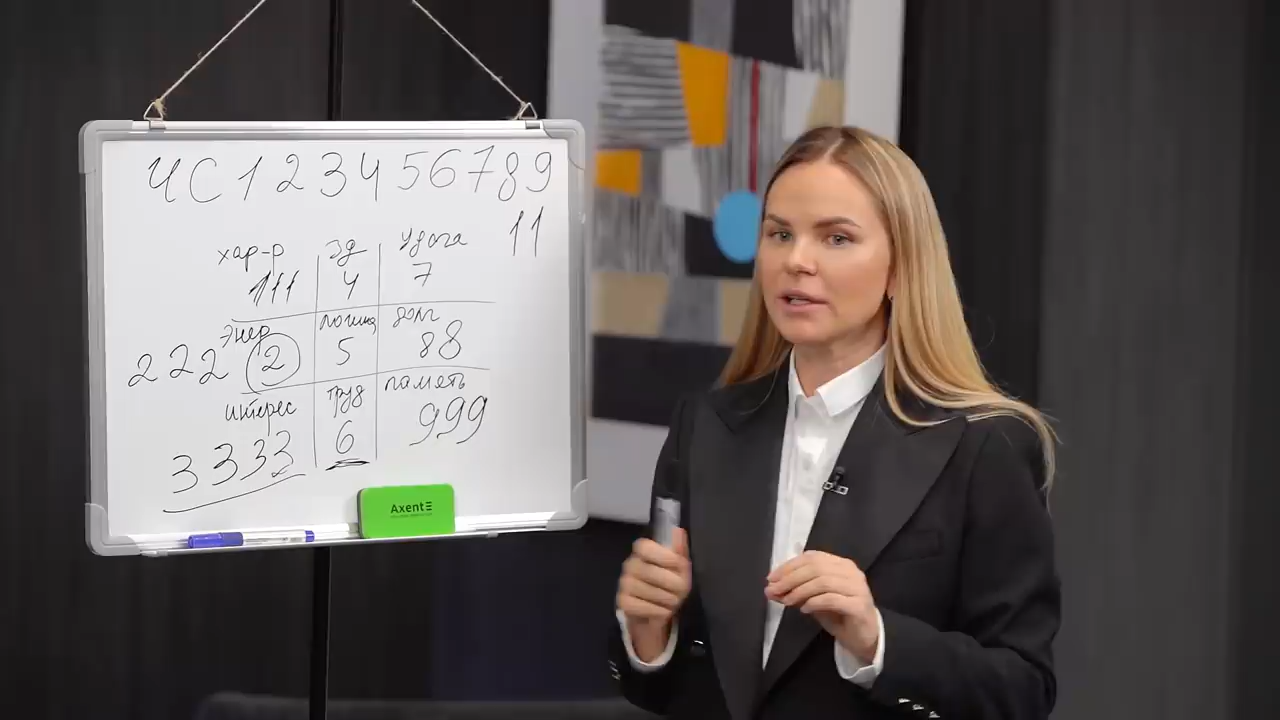 ЧС 1 2 3 4 5 6 7 8 9
11
хар-р зд удача
111 4 7
энер логика долг
222 2 5 88
интерес труд память
3333 6 999
Axent